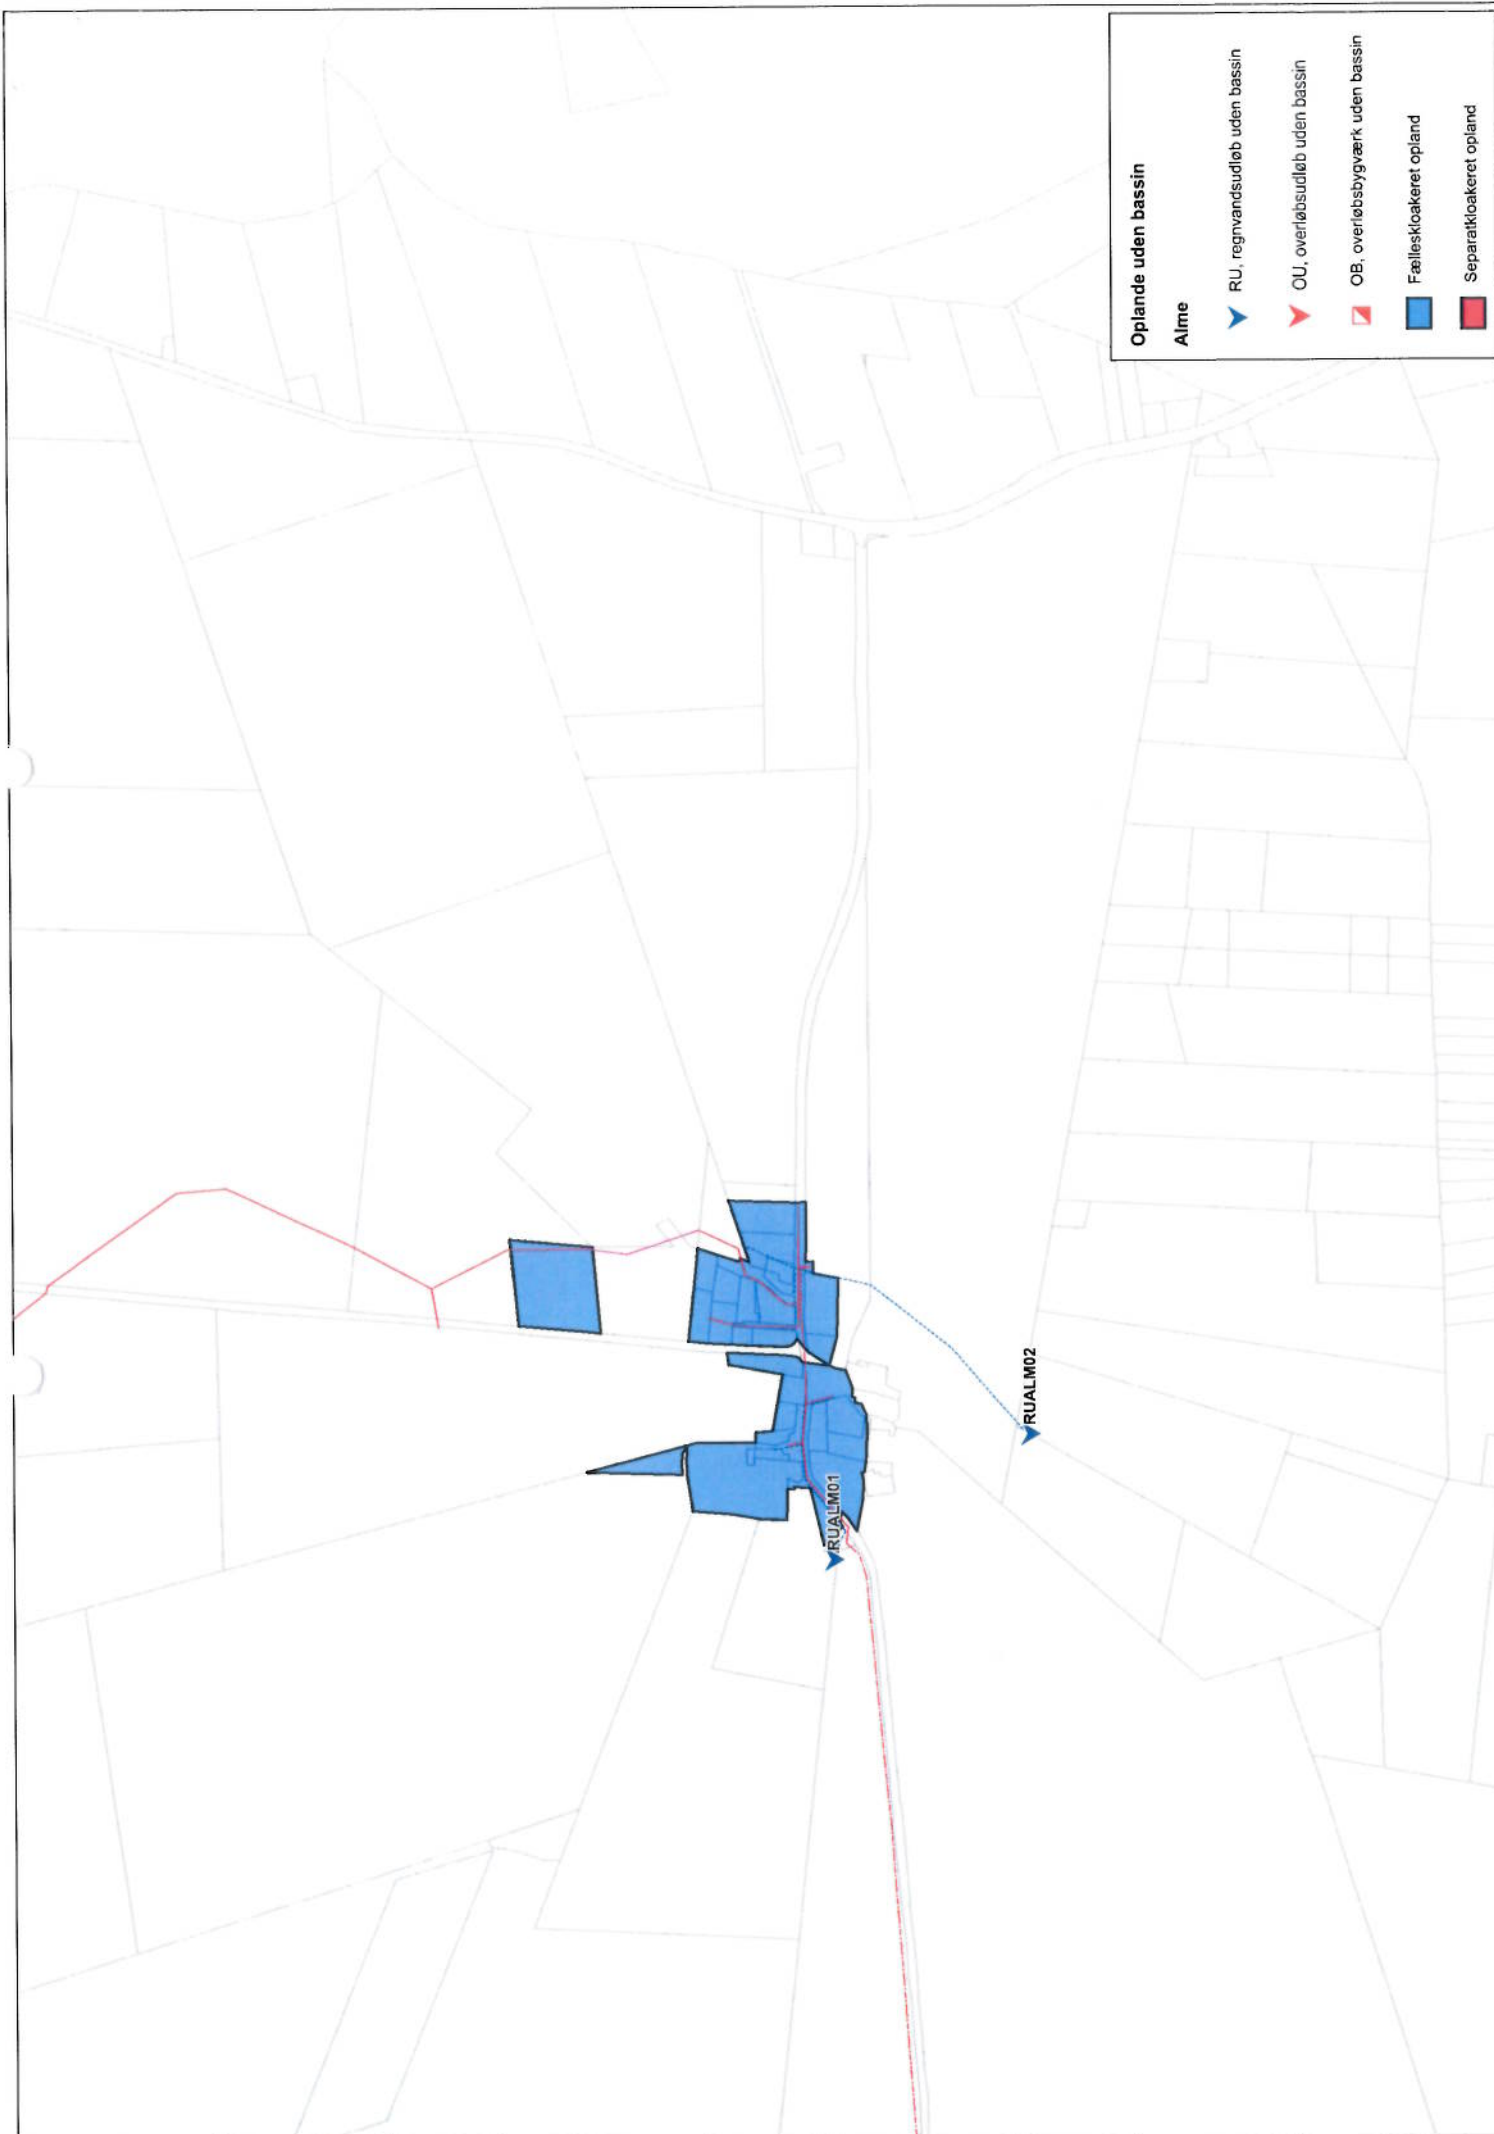 Oplande uden bassin
Alme
RU, regnvandsudløb uden bassin
OU, overløbsudløb uden bassin
OB, overløbsbygværk uden bassin
Fælleskloakeret opland
Separatkloakeret opland
RUALM01
RUALM02